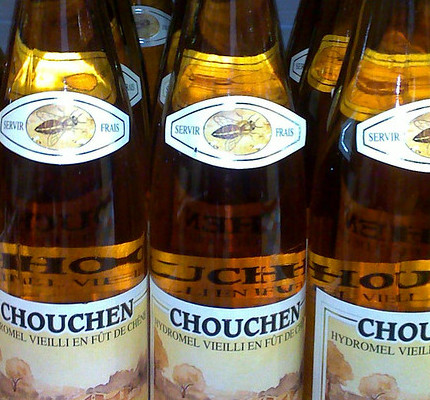 SERVIR FRAIS
SERVIR FRAIS
SERVIR
CHOUCHEN
HYDROMEL VIEILLI EN FÛT DE CHÊNE
CHOUCHEN
HYDROMEL VIEILLI EN FÛT DE CHÊNE
CHOU
HYDROMEL VIEILL